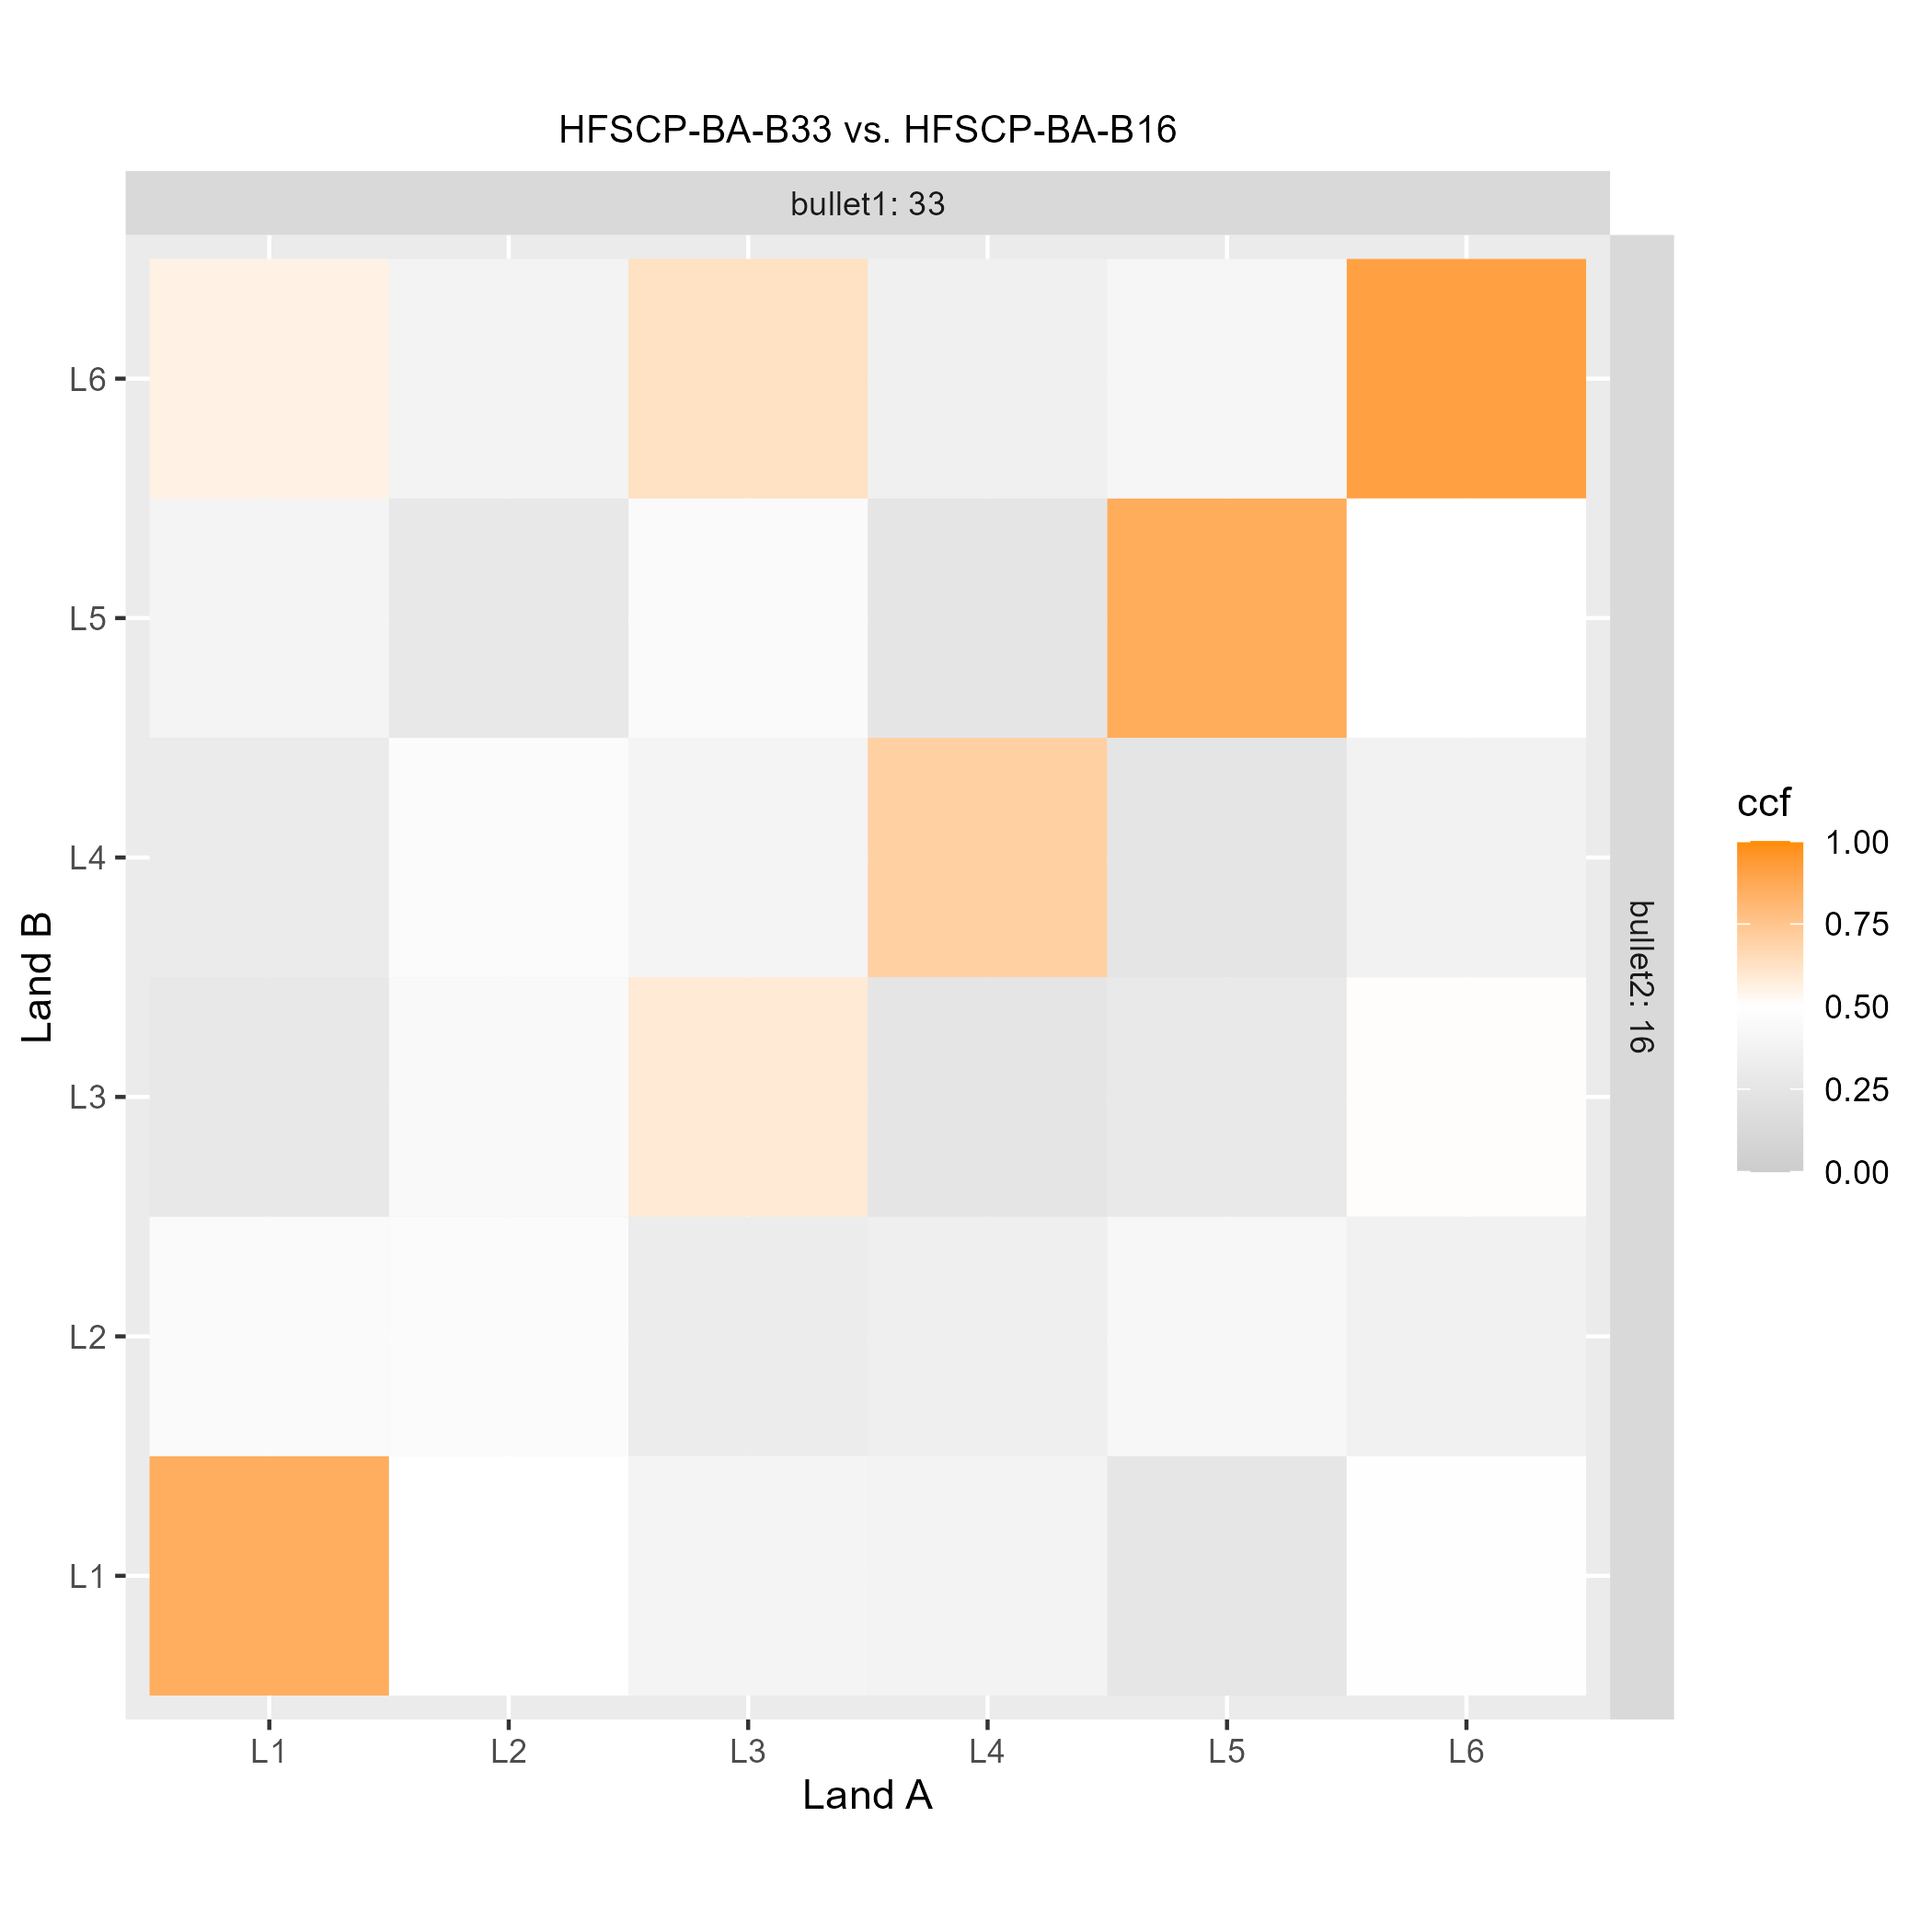 HFSCP-BA-B33 vs. HFSCP-BA-B16
bullet1: 33
L6
L5
L4
L3
L2
L1
Land B
bullet2: 16
ccf
1.00
0.75
0.50
0.25
0.00
L1 L2 L3 L4 L5 L6
Land A